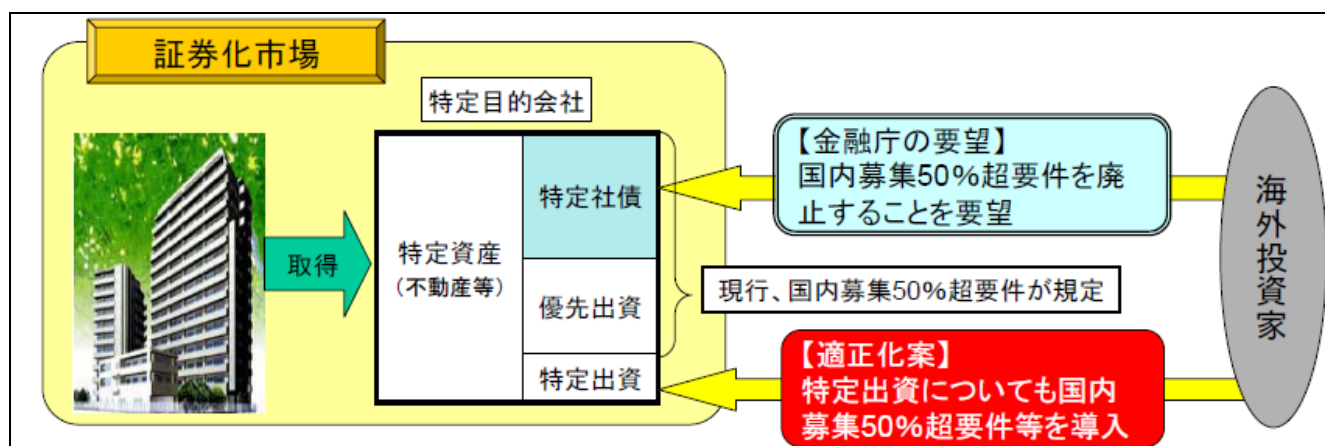 証券化市場
特定目的会社
取得
特定資産
（不動産等）
特定社債
優先出資
特定出資
【金融庁の要望】
国内募集50％超要件を廃
止することを要望
現行、国内募集50％超要件が規定
【適正化案】
特定出資についても国内
募集50％超要件等を導入
海外投資家